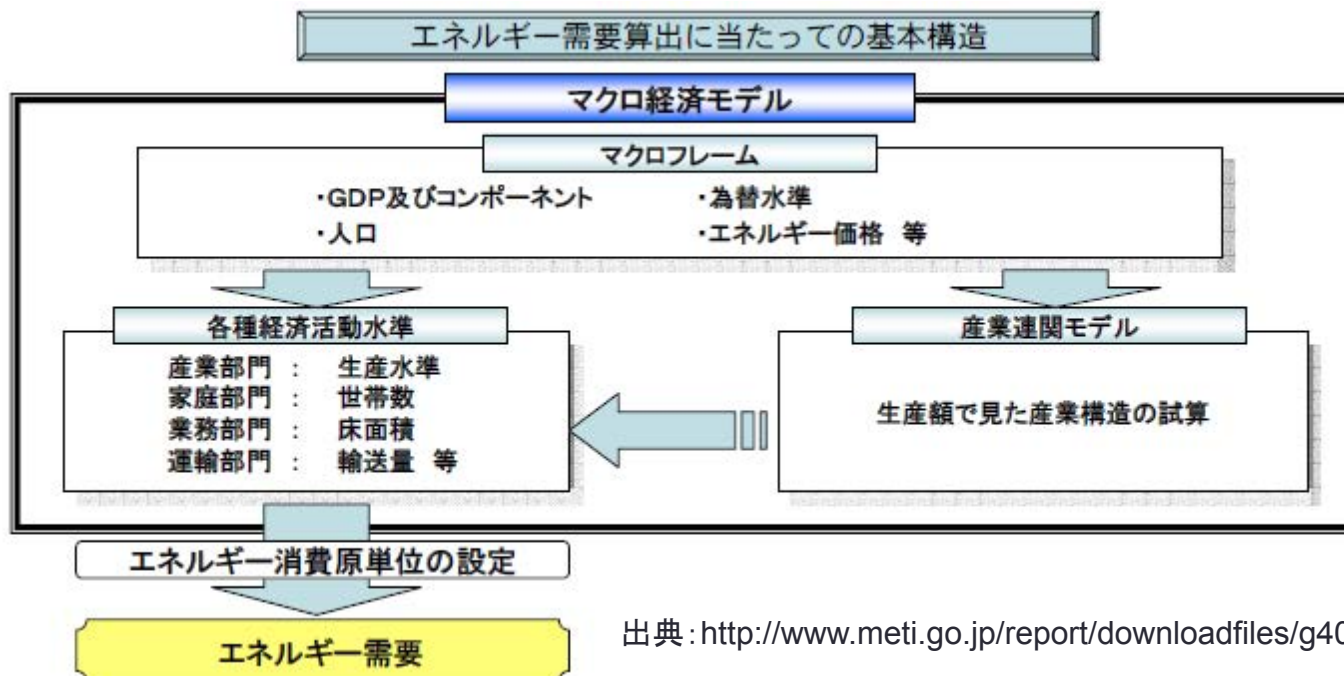 エネルギー需要算出に当たっての基本構造
マクロ経済モデル
マクロフレーム
・GDP及びコンポーネント ・為替水準
・人口 ・エネルギー価格 等
各種経済活動水準
産業部門 : 生産水準
家庭部門 : 世帯数
業務部門 : 床面積
運輸部門 : 輸送量 等
産業連関モデル
生産額で見た産業構造の試算
エネルギー消費原単位の設定
エネルギー需要
出典:http://www.meti.go.jp/report/downloadfiles/g40